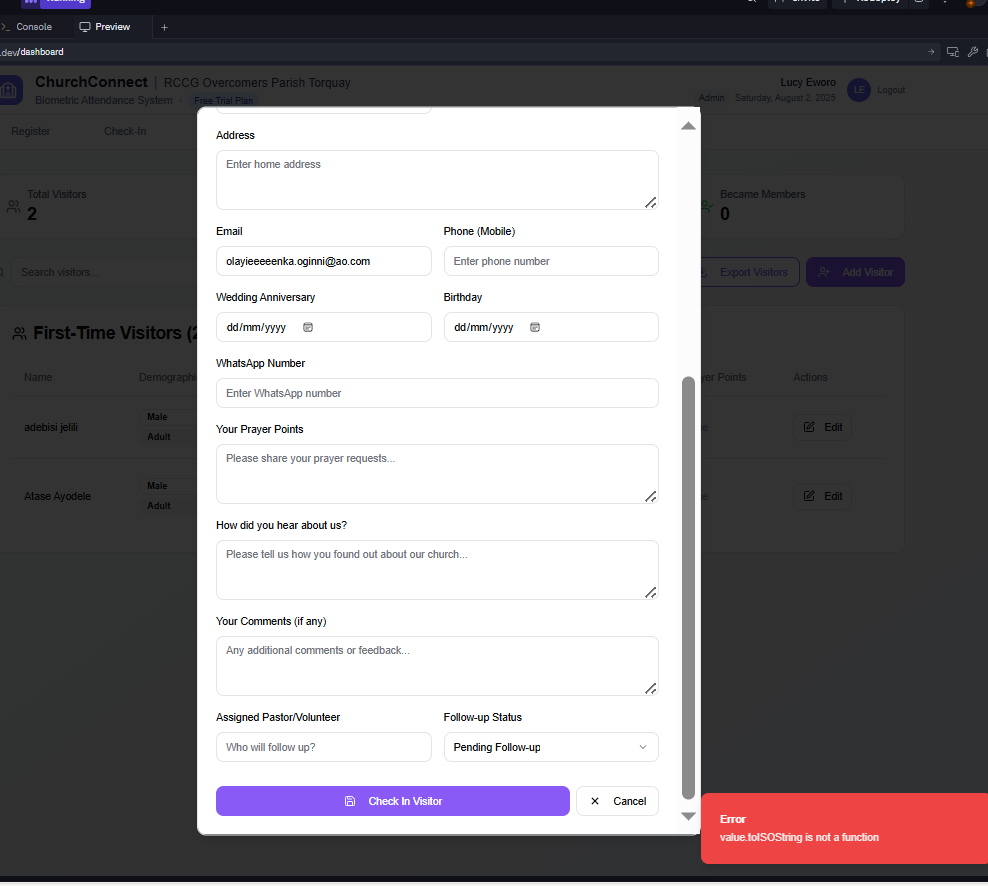 Running
Console
Preview
.dev/dashboard
ChurchConnect | RCCG Overcomers Parish Torquay
Biometric Attendance System · Free Trial Plan
Lucy Eworo
Admin Saturday, August 2, 2025
LE
Logout
Register
Check-In
Total Visitors
2
Became Members
0
Search visitors...
Export Visitors
Add Visitor
First-Time Visitors (2
Name
Demographi
yer Points
Actions
adebisi jelili
Male
Adult
Edit
Atase Ayodele
Male
Adult
Edit
Address
Enter home address
Email
Phone (Mobile)
olayieeeeenka.oginni@ao.com
Enter phone number
Wedding Anniversary
Birthday
dd/mm/yyyy
dd/mm/yyyy
WhatsApp Number
Enter WhatsApp number
Your Prayer Points
Please share your prayer requests...
How did you hear about us?
Please tell us how you found out about our church...
Your Comments (if any)
Any additional comments or feedback...
Assigned Pastor/Volunteer
Follow-up Status
Who will follow up?
Pending Follow-up
Check In Visitor
Cancel
Error
value.toISOString is not a function